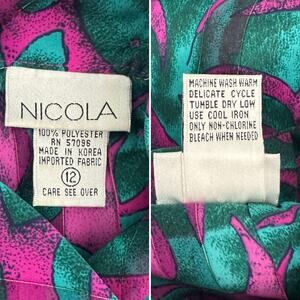 NICOLA
100% POLYESTER
RN 57086
MADE IN KOREA
IMPORTED FABRIC
12
CARE SEE OVER
MACHINE WASH WARM
DELICATE CYCLE
TUMBLE DRY LOW
USE COOL IRON
ONLY NON-CHLORINE
BLEACH WHEN NEEDED